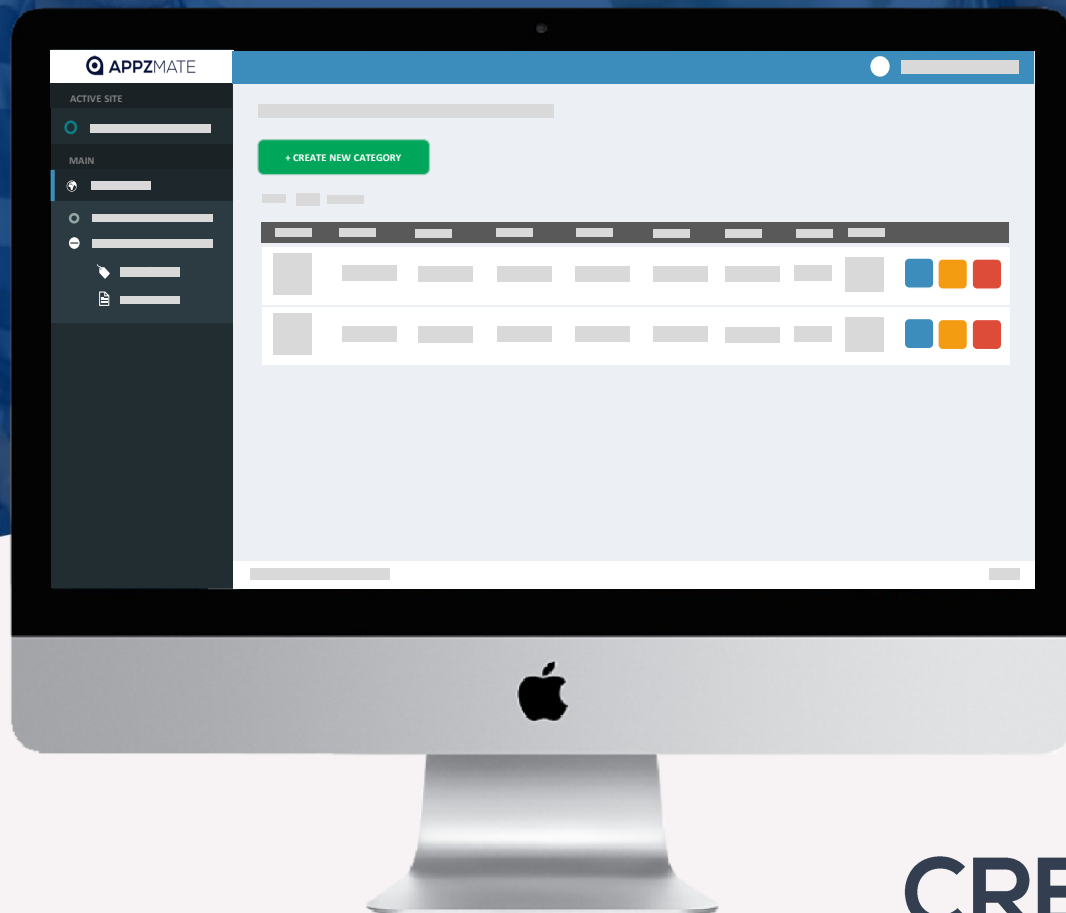 APPZMATE
ACTIVE SITE
MAIN
+ CREATE NEW CATEGORY
CRE